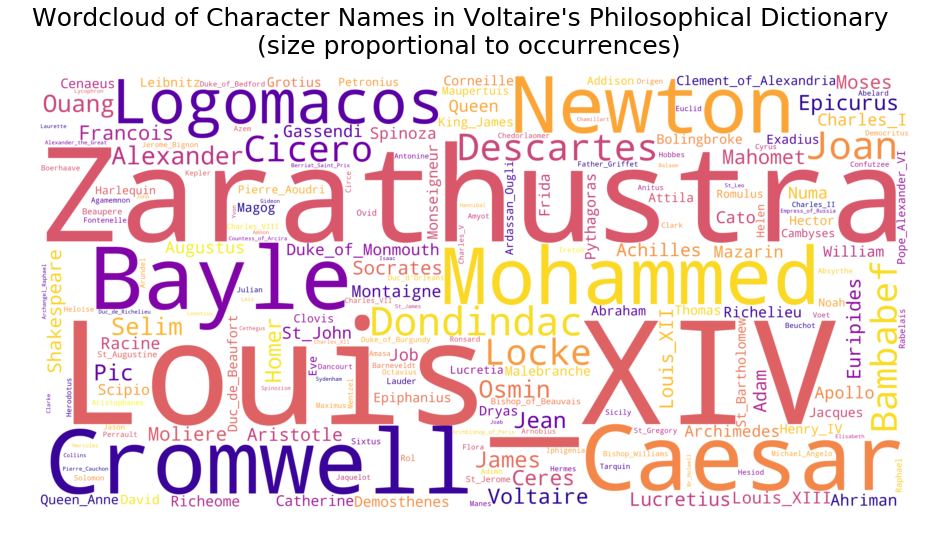 Wordcloud of Character Names in Voltaire's Philosophical Dictionary
(size proportional to occurrences)
Cenaeus
Lycophron
Leibnitz
Duke_of_Bedford
Grotius
Petronius
Corneille
Maupertuis
Addison
Origen
Clement_of_Alexandria
Moses
Abelard
Ouang
Logomacos
Queen
Newton
Euclid
Epicurus
King_James
Chamillart
Charles_I
Laurette
Francois
Azem
Gassendi
Spinoza
Bolingbroke
Exadius
Democritus
Alexander_the_Great
Jerome_Bignon
Cicero
Chedorlaomer
Descartes
Cyrus
Joan
Boerhaave
Alexander
Berriat_Saint_Prix
Antonine
Monseigneur
Father_Griffet
Hobbes
Mahomet
Confutzee
Kepler
Zarathustra
Balaam
Pope_Alexander_VI
Harlequin
Pierre_Aoudri
Circe
Ardassan_Ougli
Frida
Pythagoras
Anitus
St_Leo
Agamemnon
Gideon
Hannibal
Attila
Romulus
Numa
Charles_II
Beaupere
Magog
Ovid
Amyot
Cato
Helen
Empress_of_Russia
Fontenelle
Charles_VIII
Charles_V
Clark
Hector
Ammon
Cambyses
Countess_of_Arcira
Augustus
Duke_of_Monmouth
Achilles
Mazarin
William
Shakespeare
Archangel_Raphael
Bayle
Isaac
Socrates
Mohammed
Absyrthe
Arundel
Julian
Montaigne
Bambabef
Duc_de_Richelieu
Charles_VII
St_James
Abraham
Louis_XII
Thomas
Richelieu
Noah
Euripides
Heloise
Selim
Clovis
Dondindac
Beuchot
Voet
Rabelais
Racine
Duc_de_Beaufort
Cethegus
St_John
Duke_of_Burgundy
Ronsard
Locke
St_Bartholomew
St_Augustine
Homer
Eve
Amasa
Job
Barneveldt
Lucretia
Malebranche
Pic
Louis_XIV
Dancourt
Octavius
Adam
Herodotus
Scipio
Spinocius
Sydenham
Lauder
Osmin
Apollo
Clarke
Aristophanes
Maximus
Epiphanius
Bishop_of_Beauvais
Dryas
Sicily
Jacques
Jason
Joab
Jean
Perrault
Moliere
Aristotle
Archbishop_of_Paris
Arnobius
St_Gregory
Archimedes
Henry_IV
Elisabeth
Hercules
Cromwell
Sixtus
Flora
Iphigenia
Caesar
Michael_Angelo
Collins
Rol
James
Bishop_Williams
Pierre_Cauchon
Hermes
Tarquin
Hesiod
Raphael
Solomon
Jaquelot
St_Jerome
Ceres
Queen_Anne
David
Richeome
Catherine
Demosthenes
Manes
Voltaire
Lucretius
Louis_XIII
Ahriman